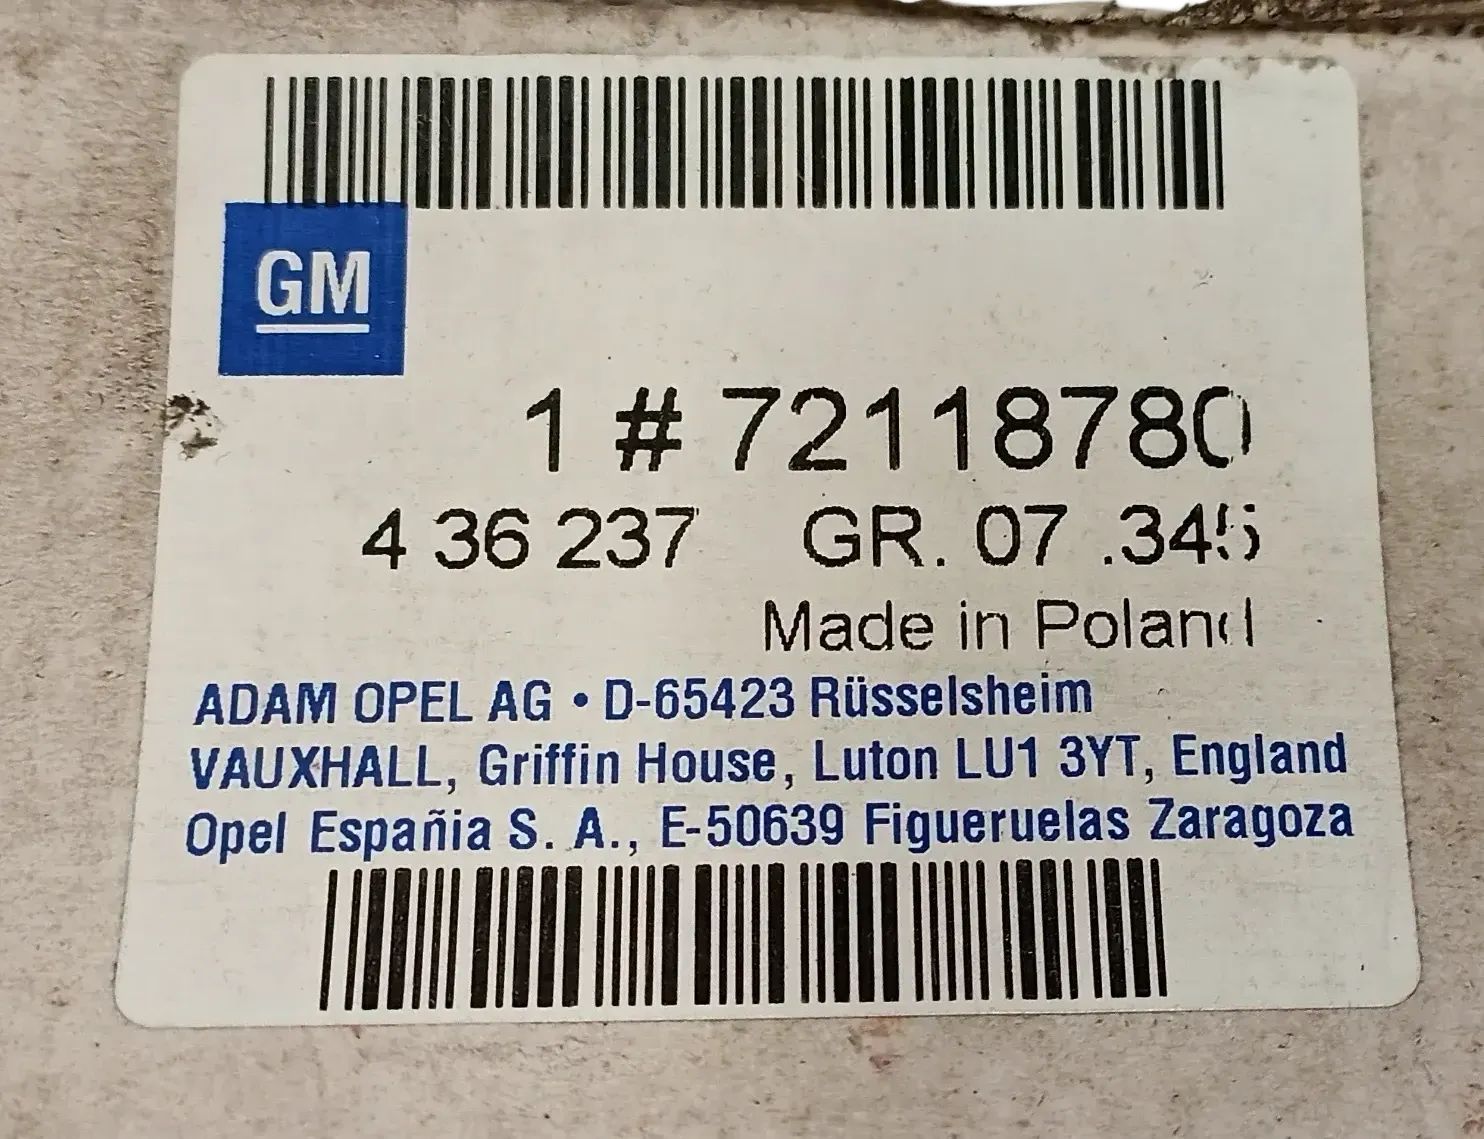 GM
1 # 72118780
4 36 237 GR. 07 .345
Made in Poland
ADAM OPEL AG • D-65423 Rüsselsheim
VAUXHALL, Griffin House, Luton LU1 3YT, England
Opel Españia S. A., E-50639 Figueruelas Zaragoza